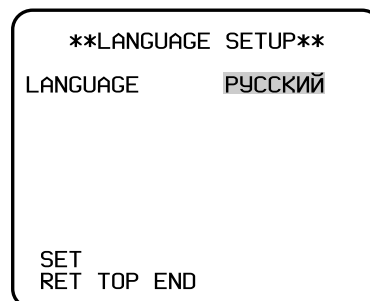 **LANGUAGE SETUP**
LANGUAGE РУССКИЙ
SET
RET TOP END